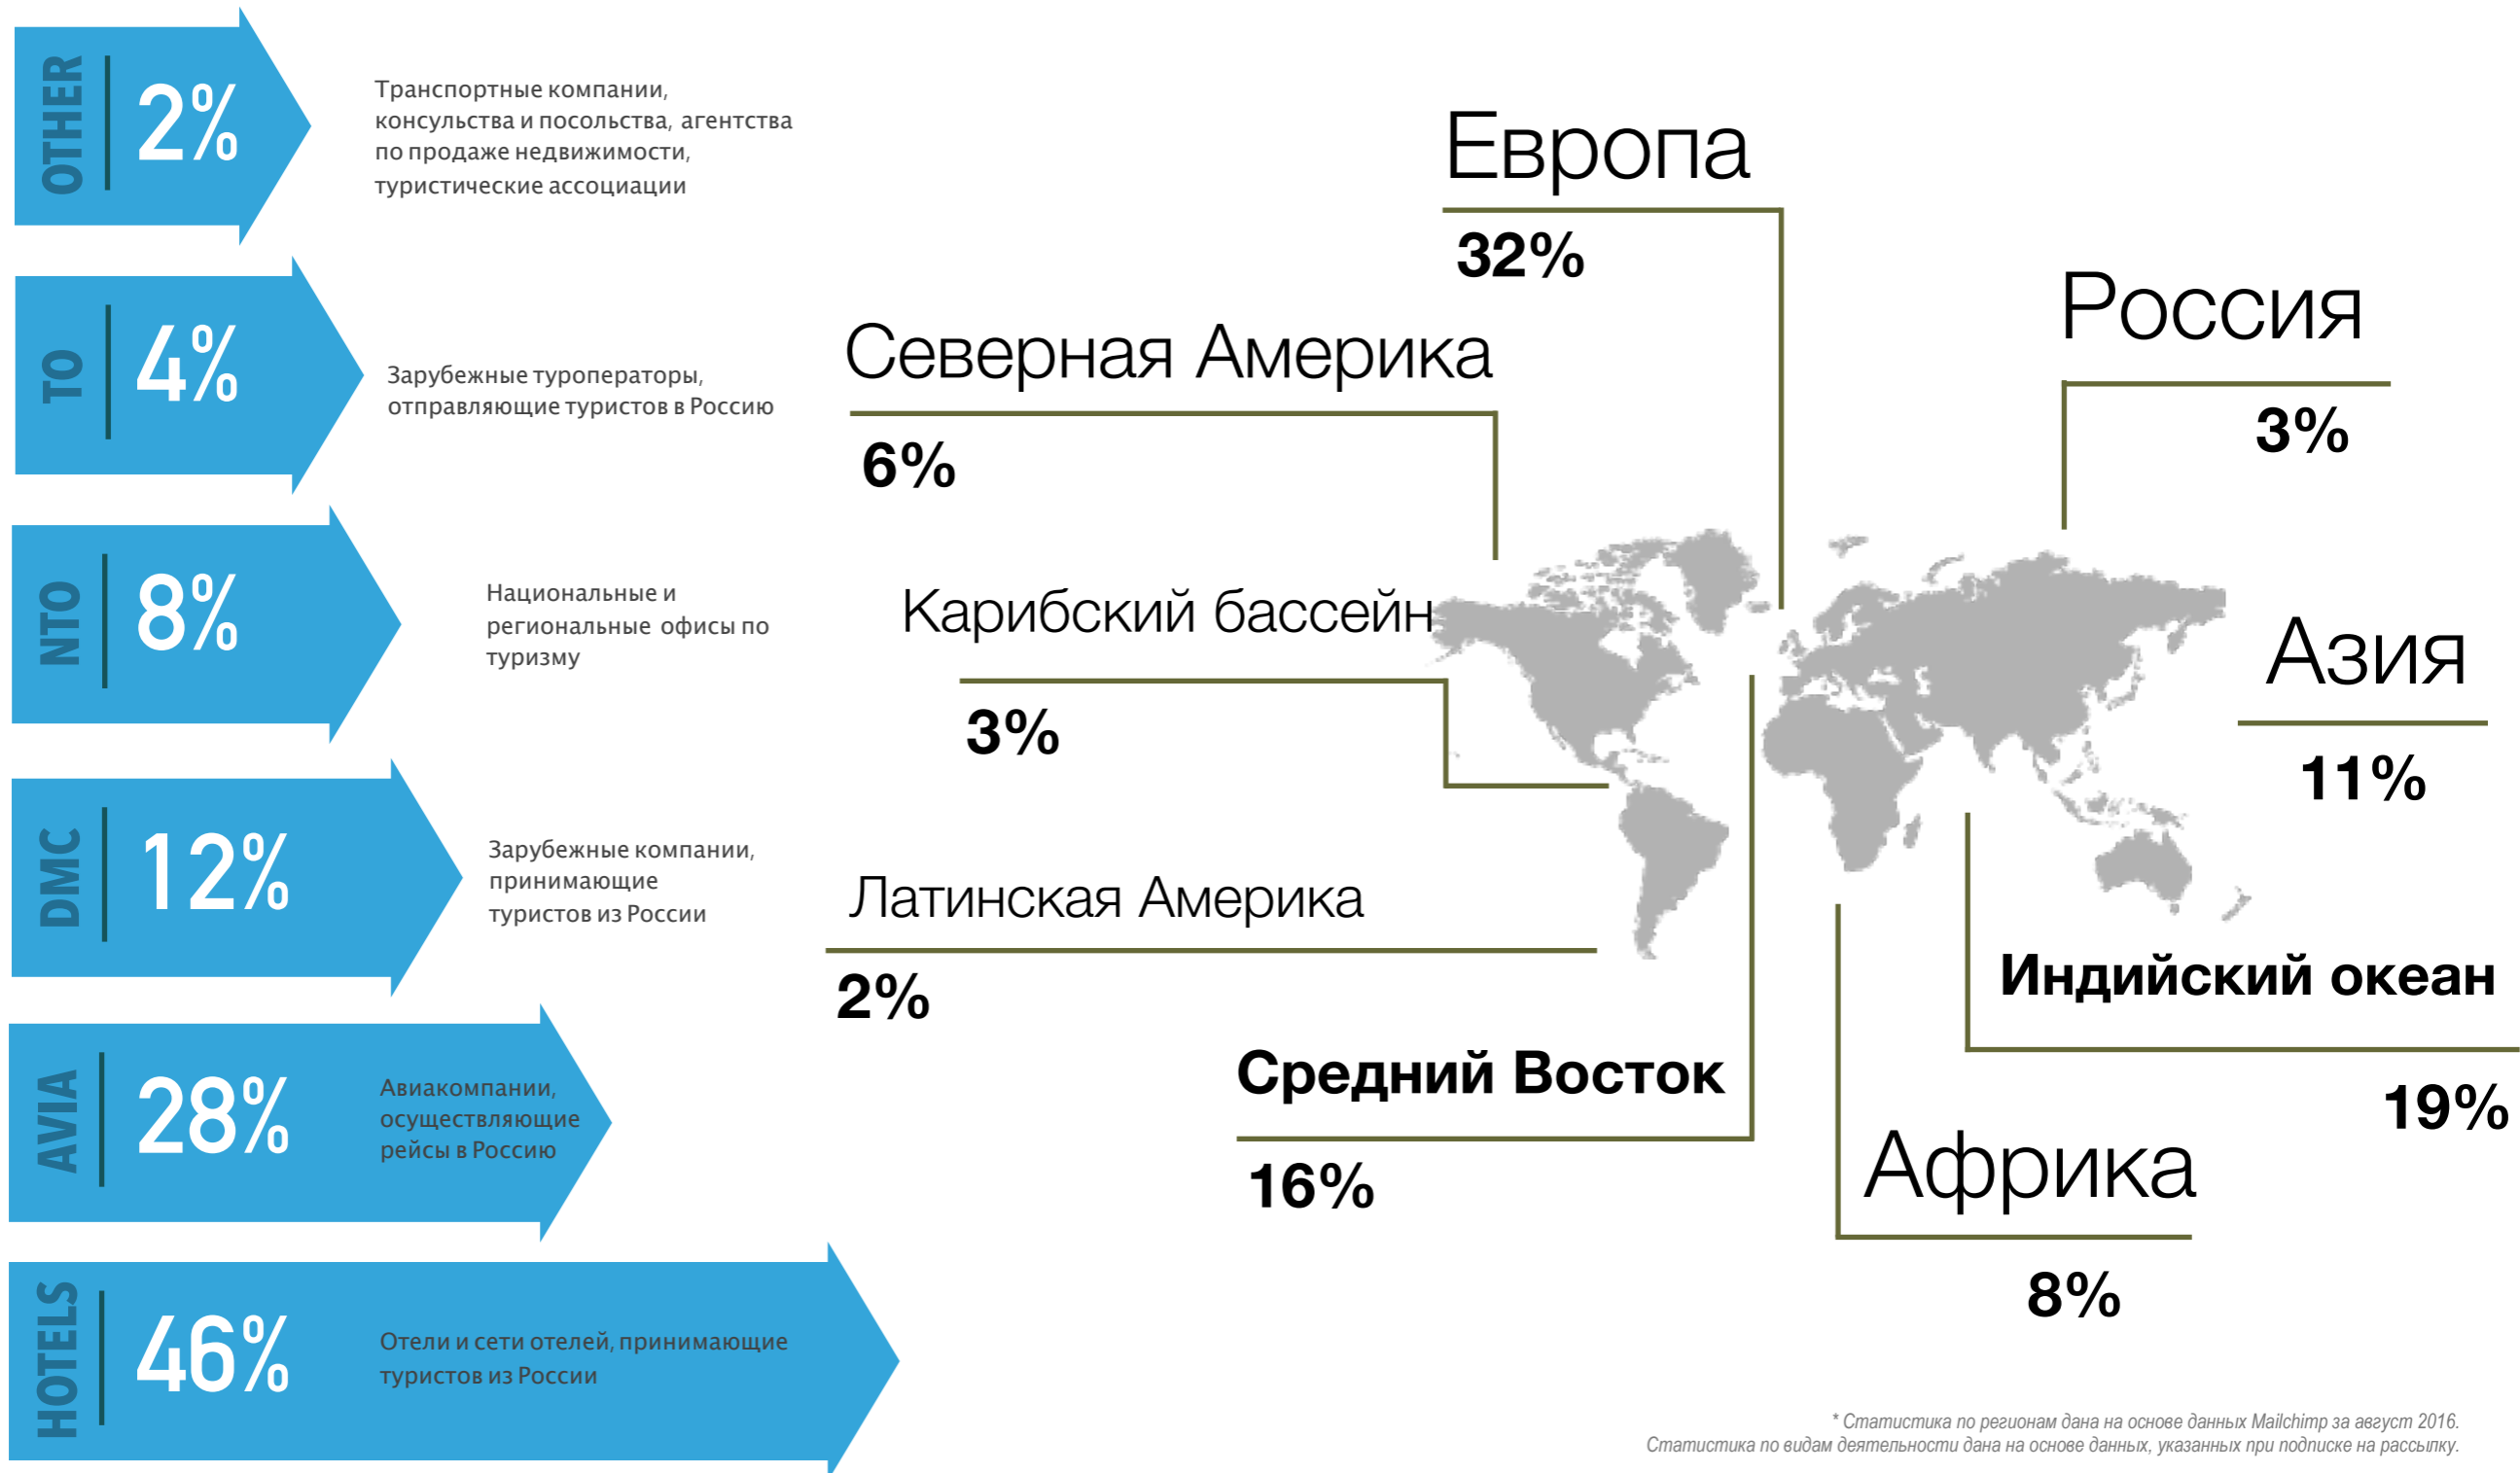 OTHER
2%
Транспортные компании,
консульства и посольства, агентства
по продаже недвижимости,
туристические ассоциации
TO
4%
Зарубежные туроператоры,
отправляющие туристов в Россию
NTO
8%
Национальные и
региональные офисы по
туризму
DMC
12%
Зарубежные компании,
принимающие
туристов из России
AVIA
28%
Авиакомпании,
осуществляющие
рейсы в Россию
HOTELS
46%
Отели и сети отелей, принимающие
туристов из России
Европа
32%
Россия
3%
Северная Америка
6%
Карибский бассейн
3%
Азия
11%
Латинская Америка
2%
Индийский океан
19%
Средний Восток
16%
Африка
8%
* Статистика по регионам дана на основе данных Mailchimp за август 2016.
Статистика по видам деятельности дана на основе данных, указанных при подписке на рассылку.